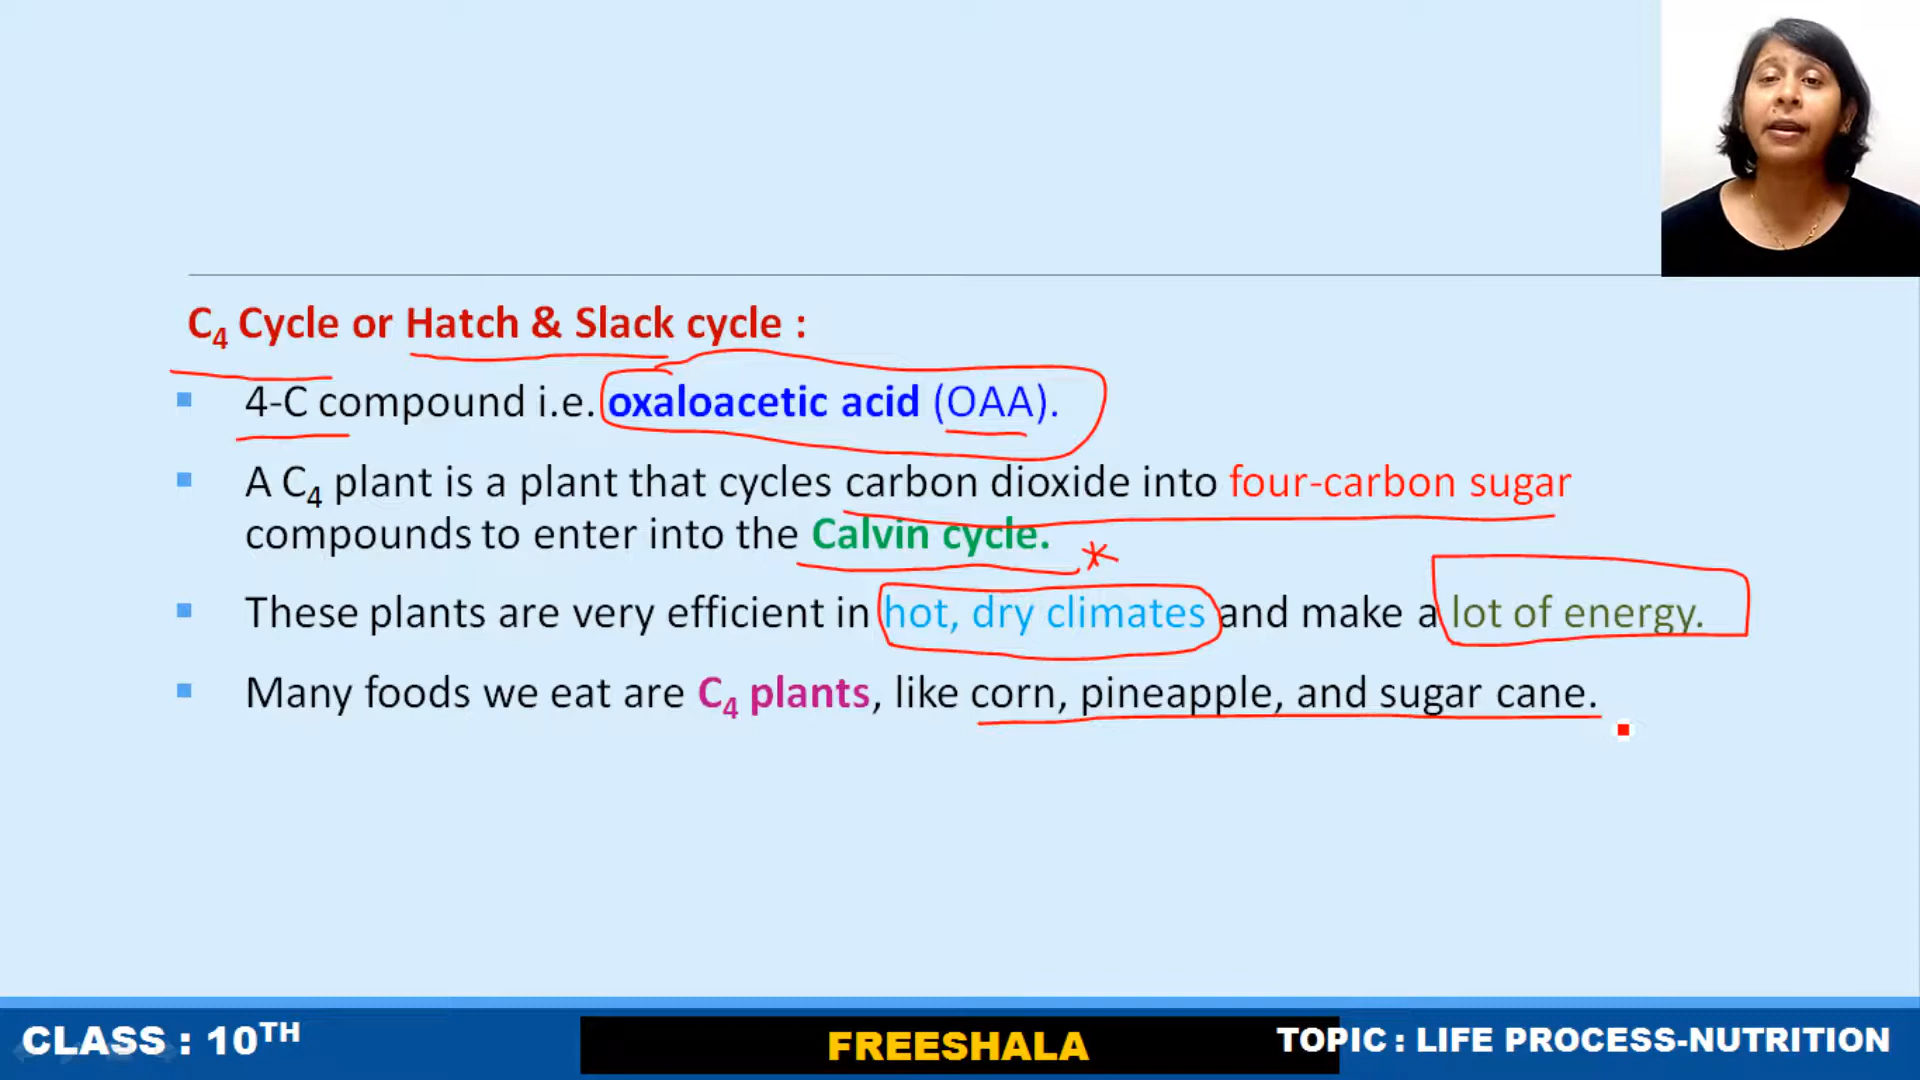 C₄ Cycle or Hatch & Slack cycle :
4-C compound i.e. oxaloacetic acid (OAA).
A C₄ plant is a plant that cycles carbon dioxide into four-carbon sugar
compounds to enter into the Calvin cycle.
These plants are very efficient in hot, dry climates and make a lot of energy.
Many foods we eat are C₄ plants, like corn, pineapple, and sugar cane.
CLASS : 10TH
FREESHALA
TOPIC : LIFE PROCESS-NUTRITION